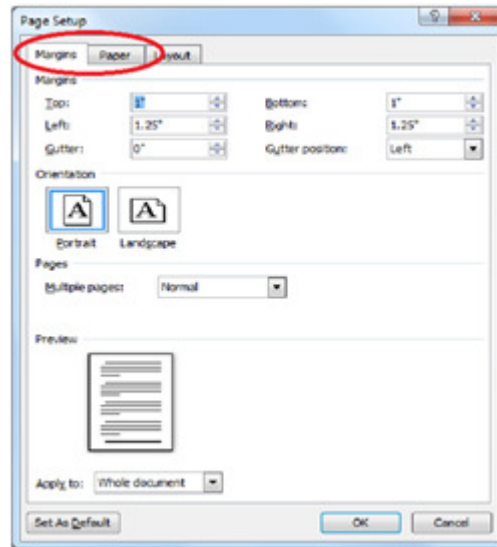 Page Setup
Margins Paper Layout
Margins
Top: 1" Bottom: 1"
Left: 1.25" Right: 1.25"
Gutter: 0" Gutter position: Left
Orientation
A A
Portrait Landscape
Pages
Multiple pages: Normal
Preview
Apply to: Whole document
Set As Default OK Cancel